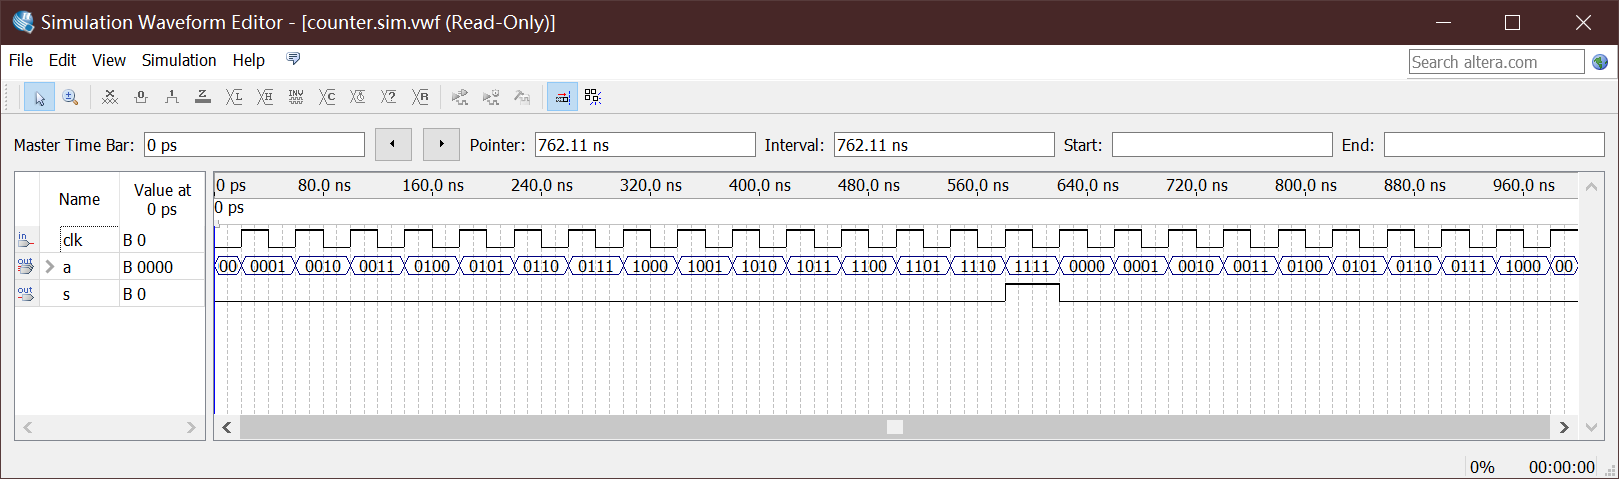 Simulation Waveform Editor - [counter.sim.vwf (Read-Only)]
File Edit View Simulation Help Search altera.com
Master Time Bar: 0 ps Pointer: 762.11 ns Interval: 762.11 ns Start: End:
Name Value at 0 ps
0 ps 80.0 ns 160.0 ns 240.0 ns 320.0 ns 400.0 ns 480.0 ns 560.0 ns 640.0 ns 720.0 ns 800.0 ns 880.0 ns 960.0 ns
0 ps
in clk B 0
out a B 0000 00 0001 0010 0011 0100 0101 0110 0111 1000 1001 1010 1011 1100 1101 1110 1111 0000 0001 0010 0011 0100 0101 0110 0111 1000 00
out s B 0
0% 00:00:00